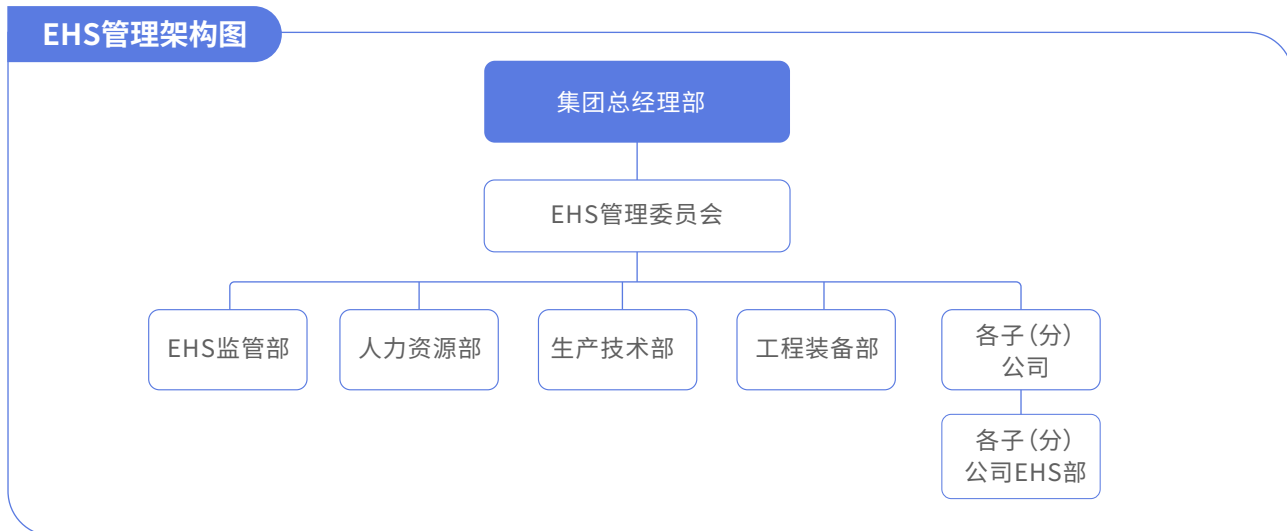 EHS管理架构图
集团总经理部
EHS管理委员会
EHS监管部
人力资源部
生产技术部
工程装备部
各子（分）
公司
各子（分）
公司EHS部